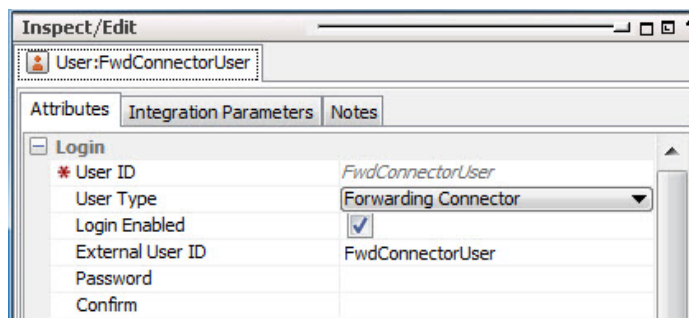 Inspect/Edit
User:FwdConnectorUser
Attributes Integration Parameters Notes
Login
User ID FwdConnectorUser
User Type Forwarding Connector
Login Enabled
External User ID FwdConnectorUser
Password
Confirm